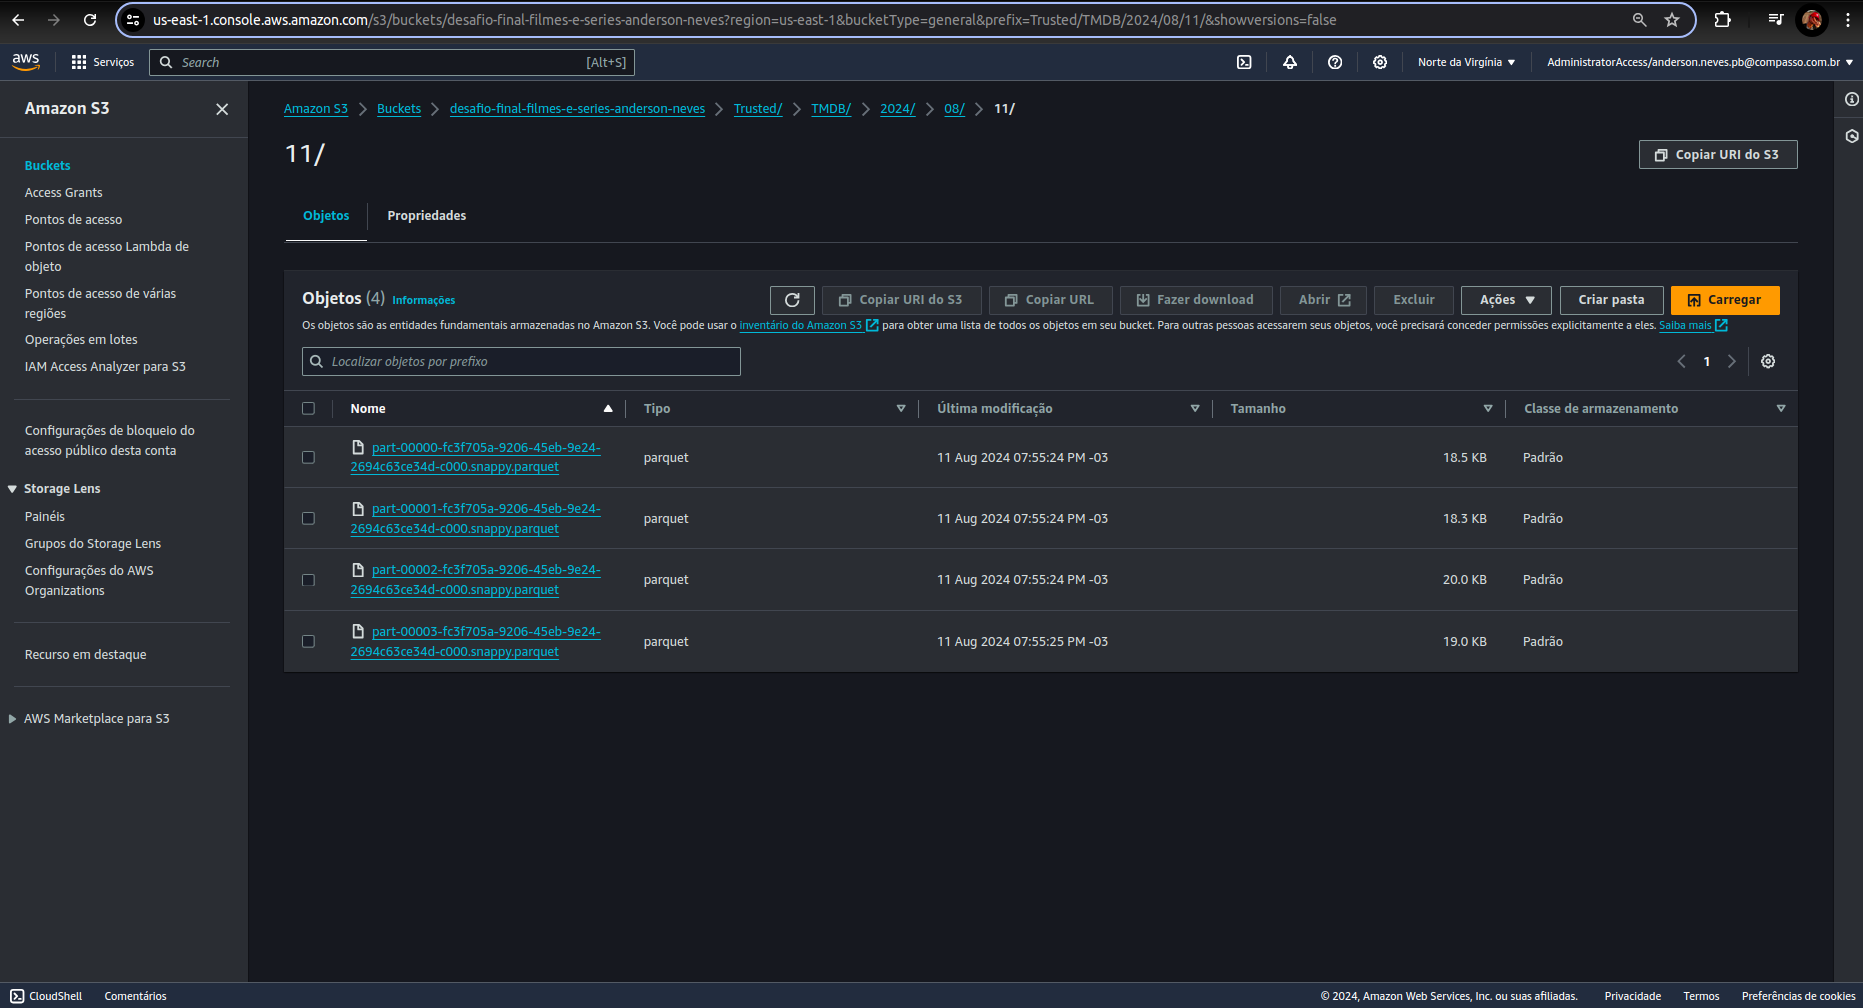 us-east-1.console.aws.amazon.com/s3/buckets/desafio-final-filmes-e-series-anderson-neves?region=us-east-1&bucketType=general&prefix=Trusted/TMDB/2024/08/11/&showversions=false
aws
Serviços
Search
[Alt+S]
Norte da Virgínia
AdministratorAccess/anderson.neves.pb@compasso.com.br
Amazon S3
Buckets
Access Grants
Pontos de acesso
Pontos de acesso Lambda de
objeto
Pontos de acesso de várias
regiões
Operações em lotes
IAM Access Analyzer para S3
Configurações de bloqueio do
acesso público desta conta
Storage Lens
Painéis
Grupos do Storage Lens
Configurações do AWS
Organizations
Recurso em destaque
AWS Marketplace para S3
Amazon S3
Buckets
desafio-final-filmes-e-series-anderson-neves
Trusted/
TMDB/
2024/
08/
11/
11/
Copiar URI do S3
Objetos
Propriedades
Objetos (4)
Informações
Copiar URI do S3
Copiar URL
Fazer download
Abrir
Excluir
Ações
Criar pasta
Carregar
Os objetos são as entidades fundamentais armazenadas no Amazon S3. Você pode usar o inventário do Amazon S3 para obter uma lista de todos os objetos em seu bucket. Para outras pessoas acessarem seus objetos, você precisará conceder permissões explicitamente a eles. Saiba mais
Localizar objetos por prefixo
1
Nome
Tipo
Última modificação
Tamanho
Classe de armazenamento
part-00000-fc3f705a-9206-45eb-9e24-
2694c63ce34d-c000.snappy.parquet
parquet
11 Aug 2024 07:55:24 PM -03
18.5 KB
Padrão
part-00001-fc3f705a-9206-45eb-9e24-
2694c63ce34d-c000.snappy.parquet
parquet
11 Aug 2024 07:55:24 PM -03
18.3 KB
Padrão
part-00002-fc3f705a-9206-45eb-9e24-
2694c63ce34d-c000.snappy.parquet
parquet
11 Aug 2024 07:55:24 PM -03
20.0 KB
Padrão
part-00003-fc3f705a-9206-45eb-9e24-
2694c63ce34d-c000.snappy.parquet
parquet
11 Aug 2024 07:55:25 PM -03
19.0 KB
Padrão
CloudShell
Comentários
© 2024, Amazon Web Services, Inc. ou suas afiliadas.
Privacidade
Termos
Preferências de cookies